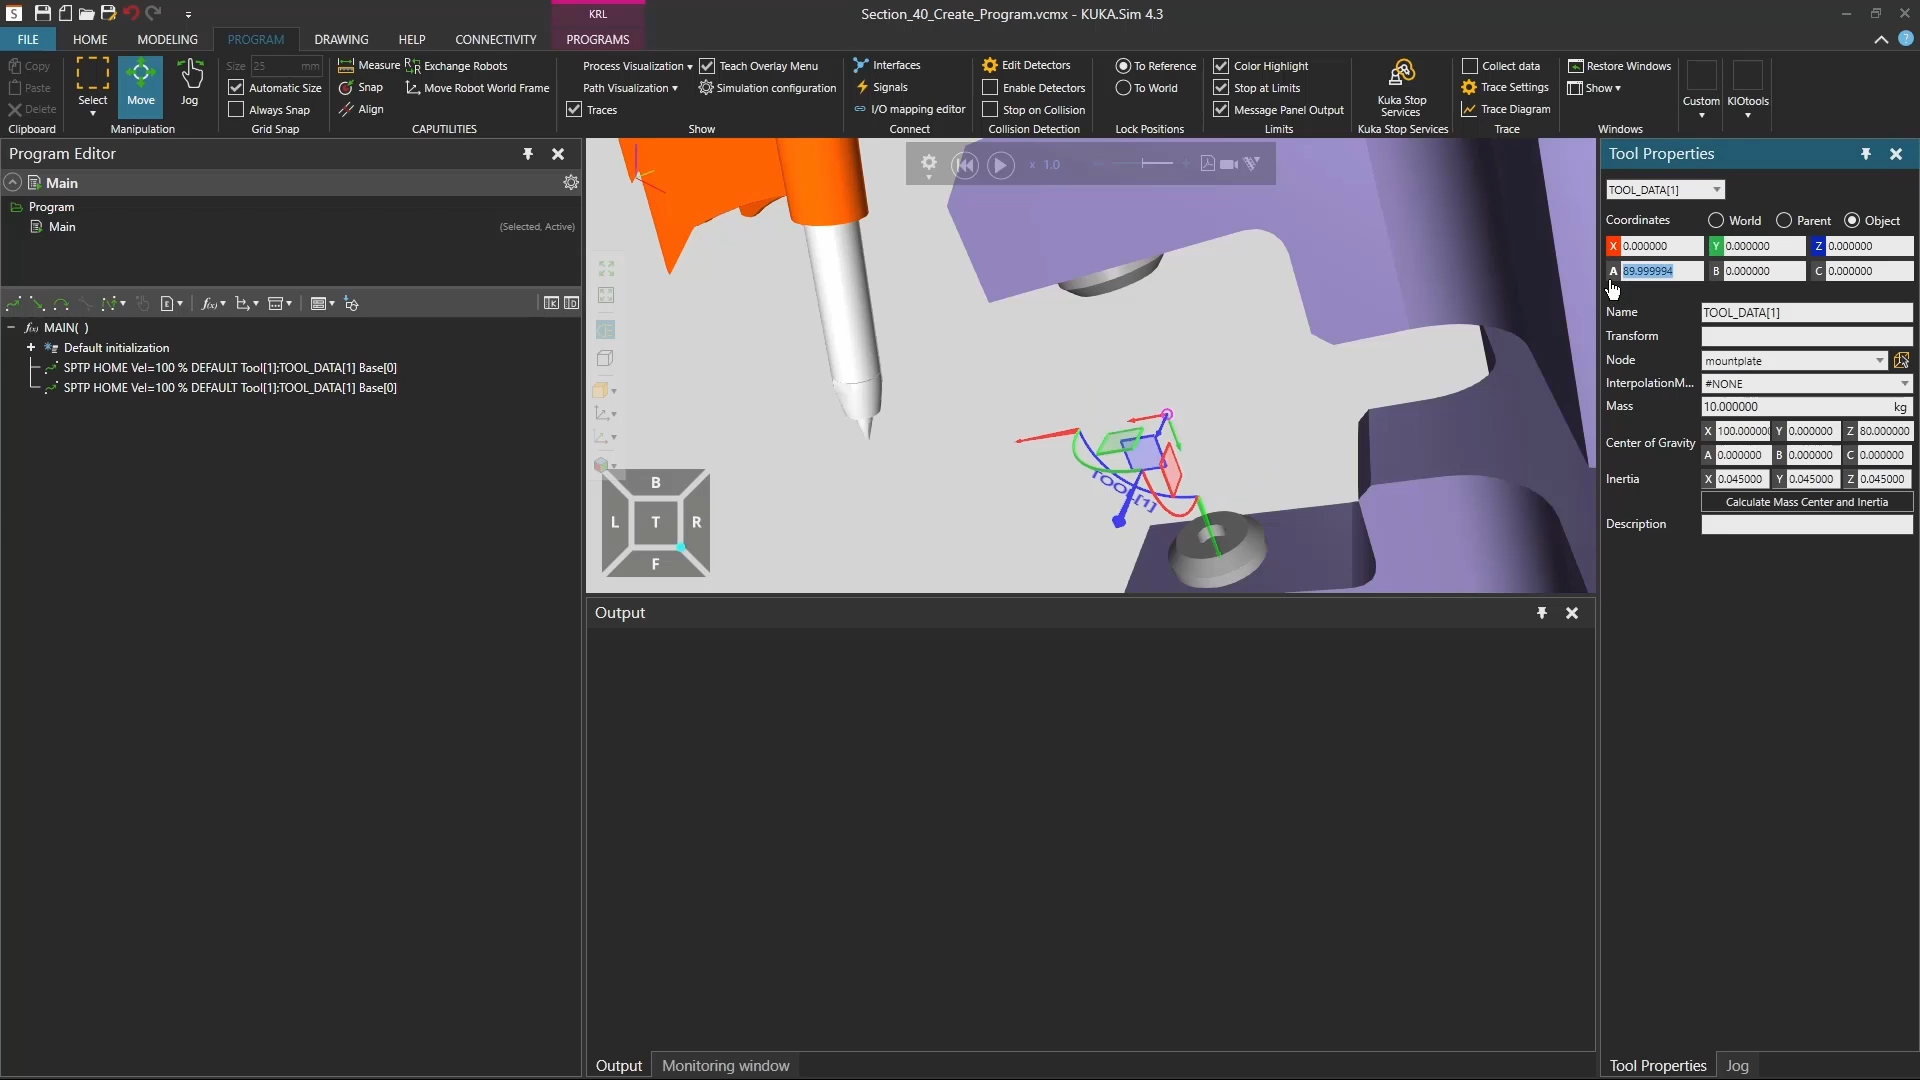 S
KRL
Section_40_Create_Program.vcmx - KUKA.Sim 4.3
FILE HOME MODELING PROGRAM DRAWING HELP CONNECTIVITY PROGRAMS ?
Copy
Paste
Delete
Clipboard
Select Move Jog
Manipulation
Size 25 mm
Automatic Size
Always Snap
Grid Snap
Measure Exchange Robots
Snap Move Robot World Frame
Align
CAPUTILITIES
Process Visualization Teach Overlay Menu
Path Visualization Simulation configuration
Traces
Show
Interfaces
Signals
I/O mapping editor
Connect
Edit Detectors
Enable Detectors
Stop on Collision
Collision Detection
To Reference
To World
Lock Positions
Color Highlight
Stop at Limits
Message Panel Output
Limits
Kuka Stop
Services
Kuka Stop Services
Collect data
Trace Settings
Trace Diagram
Trace
Restore Windows
Show
Windows
Custom
KIOtools
Program Editor
Main
Program
Main (Selected, Active)
MAIN( )
Default initialization
SPTP HOME Vel=100 % DEFAULT Tool[1]:TOOL_DATA[1] Base[0]
SPTP HOME Vel=100 % DEFAULT Tool[1]:TOOL_DATA[1] Base[0]
x 1.0
TOOL[1]
B
L T R
F
Output
Output Monitoring window
Tool Properties
TOOL_DATA[1]
Coordinates World Parent Object
X 0.000000 Y 0.000000 Z 0.000000
A 89.999994 B 0.000000 C 0.000000
Name TOOL_DATA[1]
Transform
Node mountplate
InterpolationM... #NONE
Mass 10.000000 kg
Center of Gravity X 100.000000 Y 0.000000 Z 80.000000
A 0.000000 B 0.000000 C 0.000000
Inertia X 0.045000 Y 0.045000 Z 0.045000
Calculate Mass Center and Inertia
Description
Tool Properties Jog